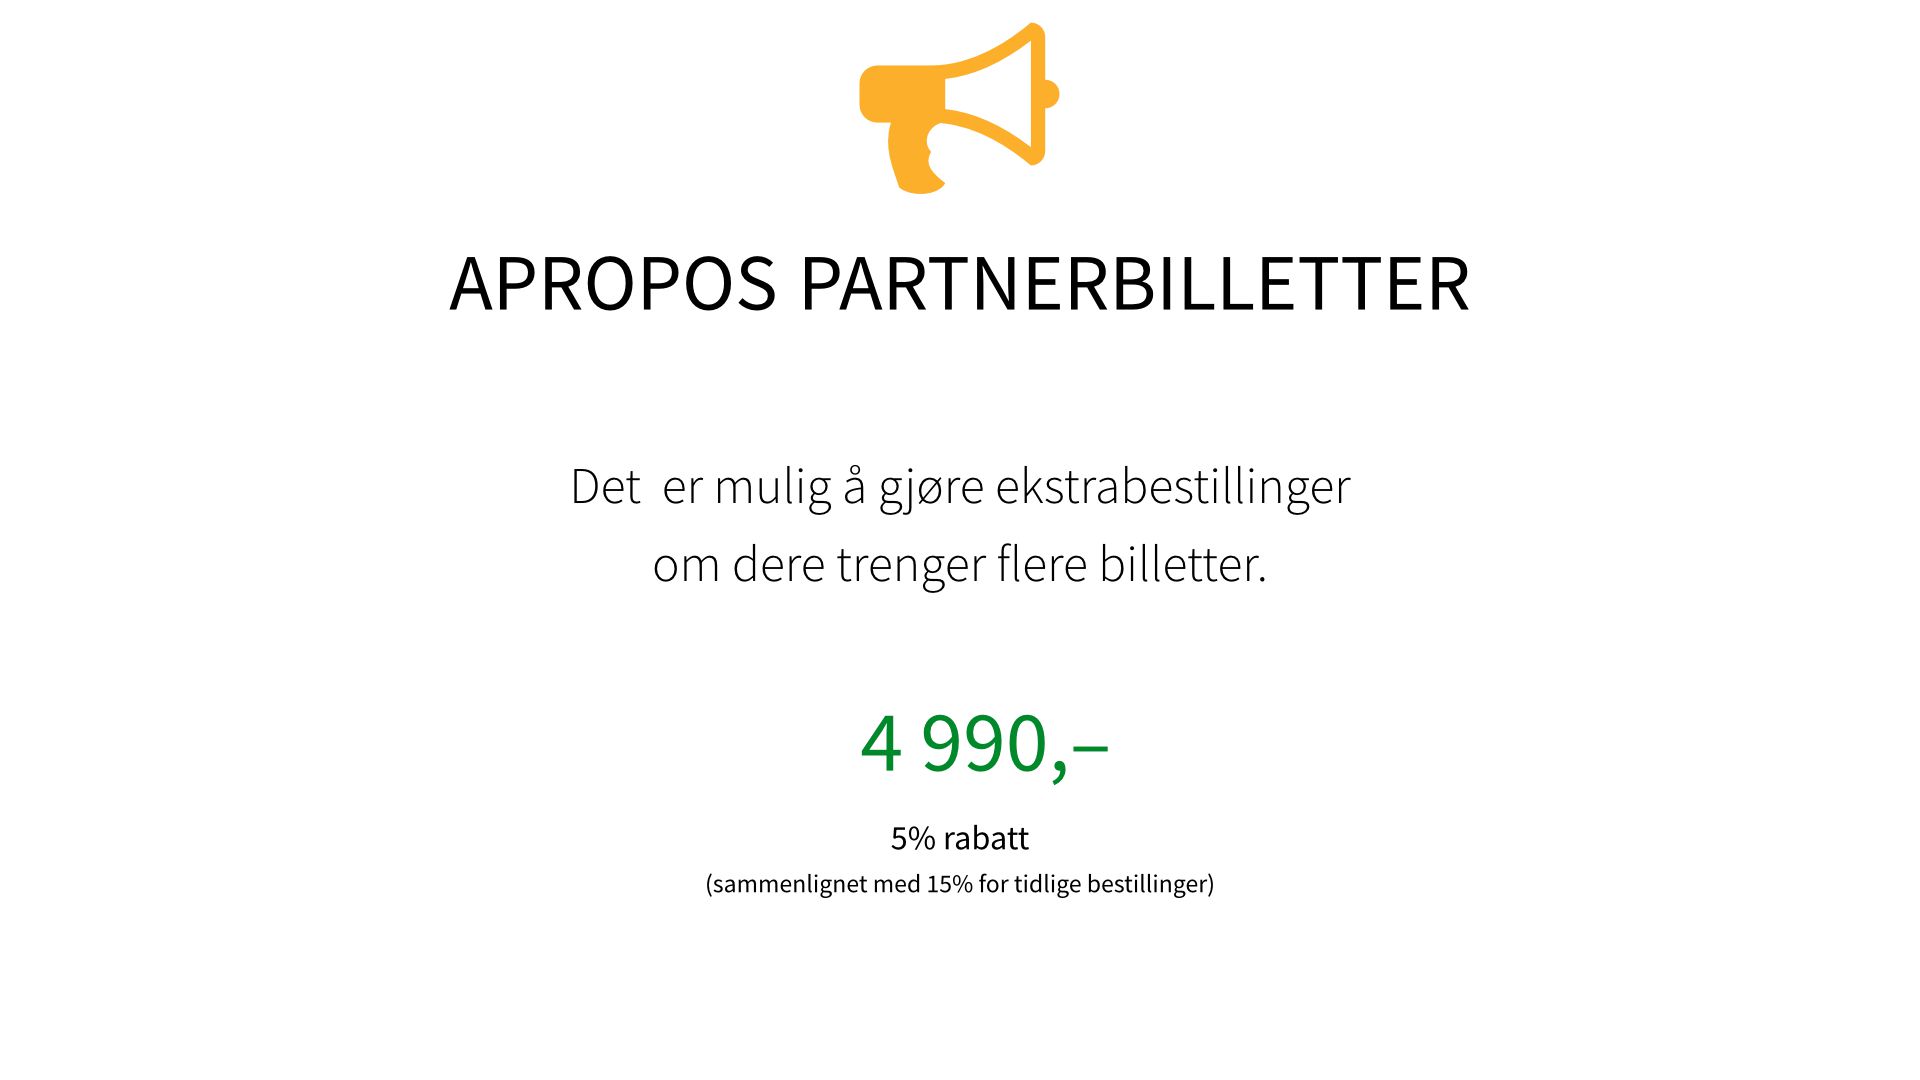 APROPOS PARTNERBILLETTER
Det  er mulig å gjøre ekstrabestillinger
om dere trenger flere billetter.
4 990,–
5% rabatt
(sammenlignet med 15% for tidlige bestillinger)